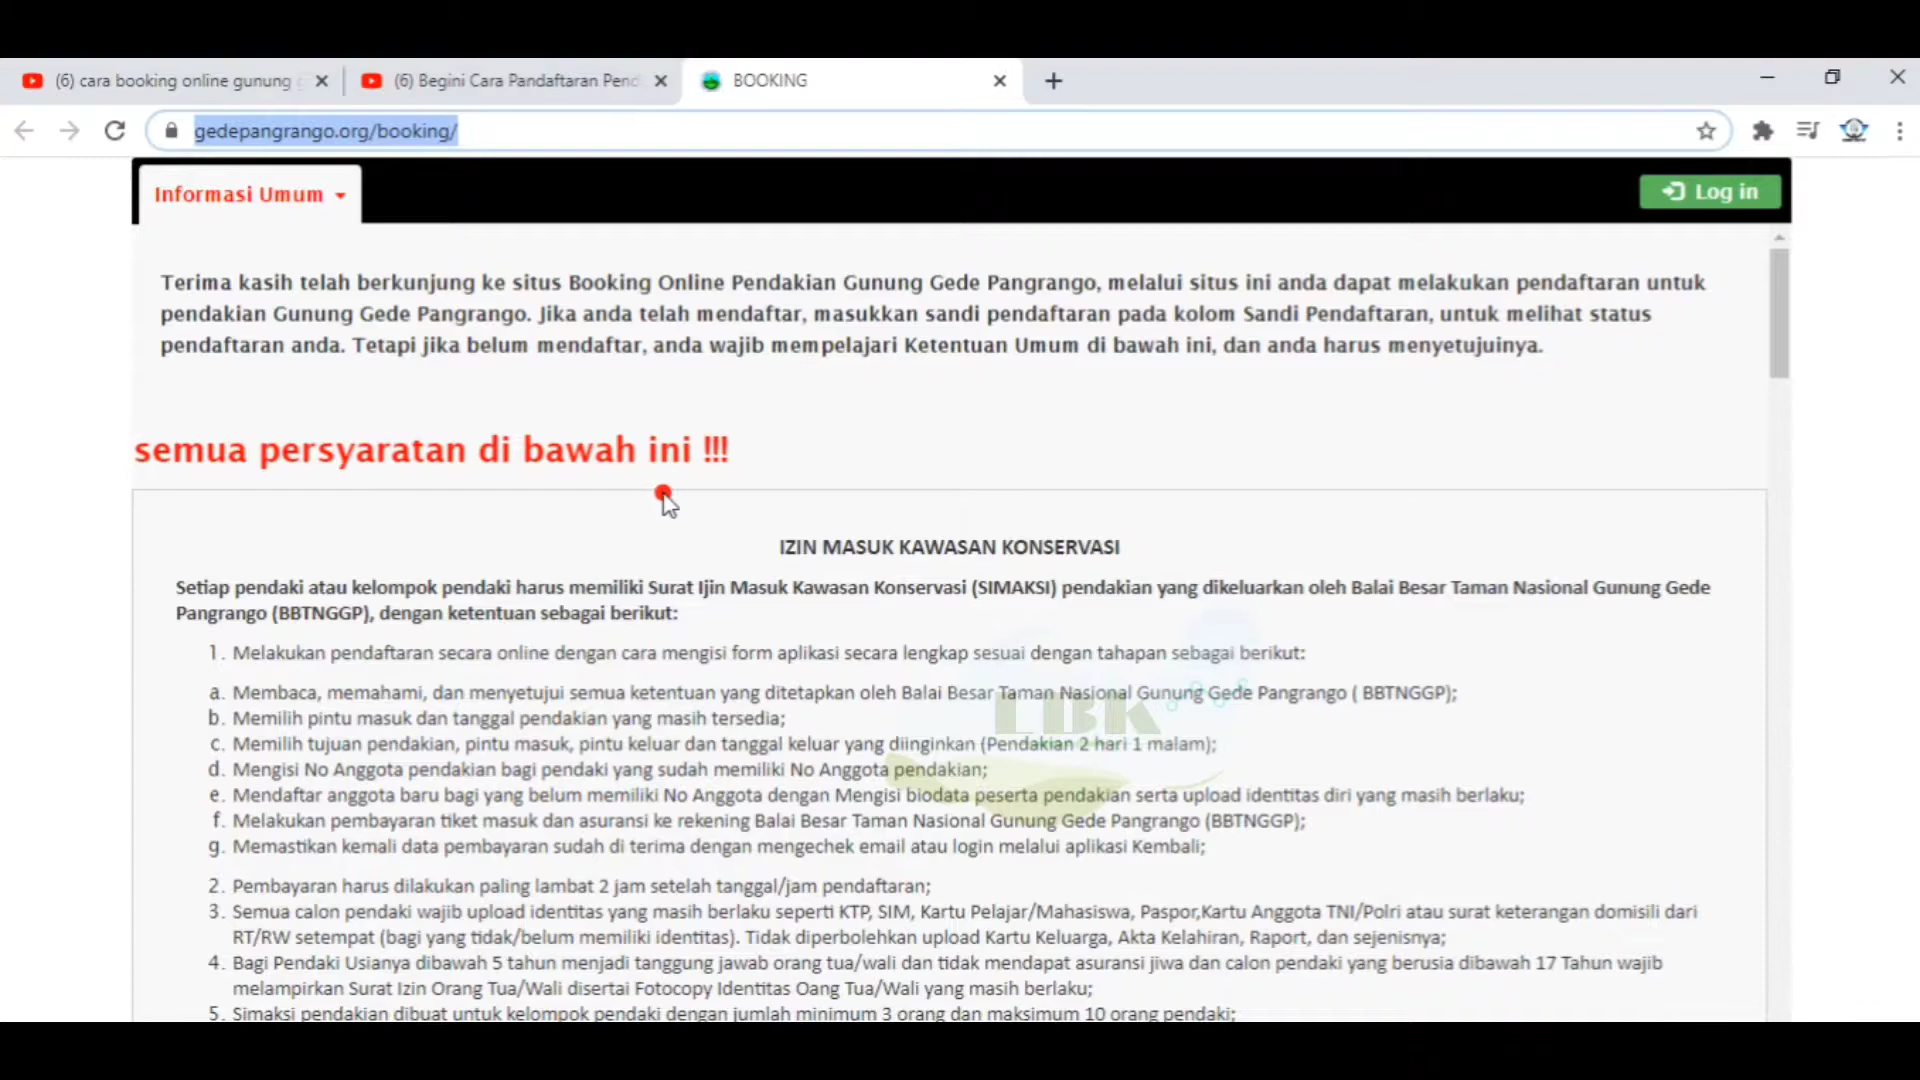 (6) cara booking online gunung
(6) Begini Cara Pandaftaran Pend
BOOKING
gedepangrango.org/booking/
Informasi Umum
Log in
Terima kasih telah berkunjung ke situs Booking Online Pendakian Gunung Gede Pangrango, melalui situs ini anda dapat melakukan pendaftaran untuk
pendakian Gunung Gede Pangrango. Jika anda telah mendaftar, masukkan sandi pendaftaran pada kolom Sandi Pendaftaran, untuk melihat status
pendaftaran anda. Tetapi jika belum mendaftar, anda wajib mempelajari Ketentuan Umum di bawah ini, dan anda harus menyetujuinya.
semua persyaratan di bawah ini !!!
IZIN MASUK KAWASAN KONSERVASI
Setiap pendaki atau kelompok pendaki harus memiliki Surat Ijin Masuk Kawasan Konservasi (SIMAKSI) pendakian yang dikeluarkan oleh Balai Besar Taman Nasional Gunung Gede
Pangrango (BBTNGGP), dengan ketentuan sebagai berikut:
1. Melakukan pendaftaran secara online dengan cara mengisi form aplikasi secara lengkap sesuai dengan tahapan sebagai berikut:
a. Membaca, memahami, dan menyetujui semua ketentuan yang ditetapkan oleh Balai Besar Taman Nasional Gunung Gede Pangrango ( BBTNGGP);
b. Memilih pintu masuk dan tanggal pendakian yang masih tersedia;
LBK
c. Memilih tujuan pendakian, pintu masuk, pintu keluar dan tanggal keluar yang diinginkan (Pendakian 2 hari 1 malam);
d. Mengisi No Anggota pendakian bagi pendaki yang sudah memiliki No Anggota pendakian;
e. Mendaftar anggota baru bagi yang belum memiliki No Anggota dengan Mengisi biodata peserta pendakian serta upload identitas diri yang masih berlaku;
f. Melakukan pembayaran tiket masuk dan asuransi ke rekening Balai Besar Taman Nasional Gunung Gede Pangrango (BBTNGGP);
g. Memastikan kemali data pembayaran sudah di terima dengan mengechek email atau login melalui aplikasi Kembali;
2. Pembayaran harus dilakukan paling lambat 2 jam setelah tanggal/jam pendaftaran;
3. Semua calon pendaki wajib upload identitas yang masih berlaku seperti KTP, SIM, Kartu Pelajar/Mahasiswa, Paspor,Kartu Anggota TNI/Polri atau surat keterangan domisili dari
RT/RW setempat (bagi yang tidak/belum memiliki identitas). Tidak diperbolehkan upload Kartu Keluarga, Akta Kelahiran, Raport, dan sejenisnya;
4. Bagi Pendaki Usianya dibawah 5 tahun menjadi tanggung jawab orang tua/wali dan tidak mendapat asuransi jiwa dan calon pendaki yang berusia dibawah 17 Tahun wajib
melampirkan Surat Izin Orang Tua/Wali disertai Fotocopy Identitas Oang Tua/Wali yang masih berlaku;
5. Simaksi pendakian dibuat untuk kelompok pendaki dengan jumlah minimum 3 orang dan maksimum 10 orang pendaki;